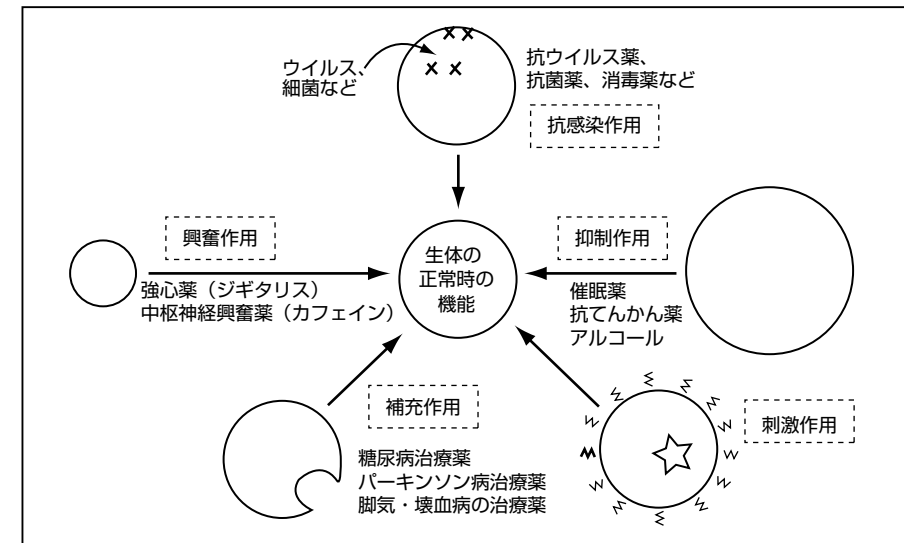 ウイルス、
細菌など
抗ウイルス薬、
抗菌薬、消毒薬など
抗感染作用
興奮作用
強心薬（ジギタリス）
中枢神経興奮薬（カフェイン）
生体の
正常時の
機能
抑制作用
催眠薬
抗てんかん薬
アルコール
補充作用
糖尿病治療薬
パーキンソン病治療薬
脚気・壊血病の治療薬
刺激作用